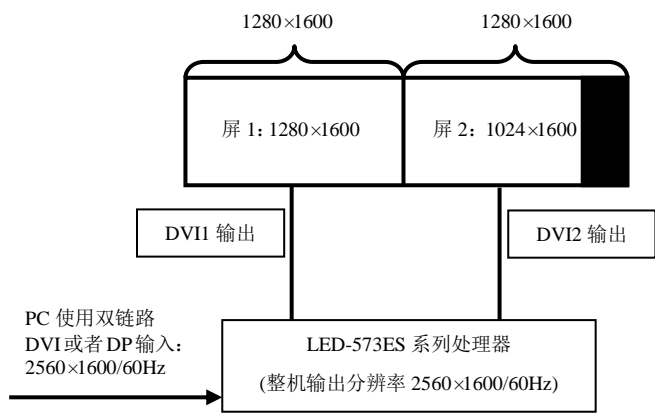 1280×1600
1280×1600
屏 1: 1280×1600
屏 2: 1024×1600
DVI1 输出
DVI2 输出
PC 使用双链路
DVI 或者 DP 输入:
2560×1600/60Hz
LED-573ES 系列处理器
(整机输出分辨率 2560×1600/60Hz)